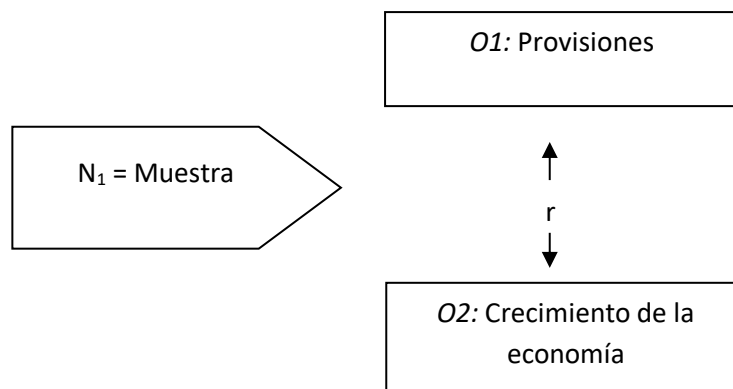 O1: Provisiones
N₁ = Muestra
r
O2: Crecimiento de la
economía